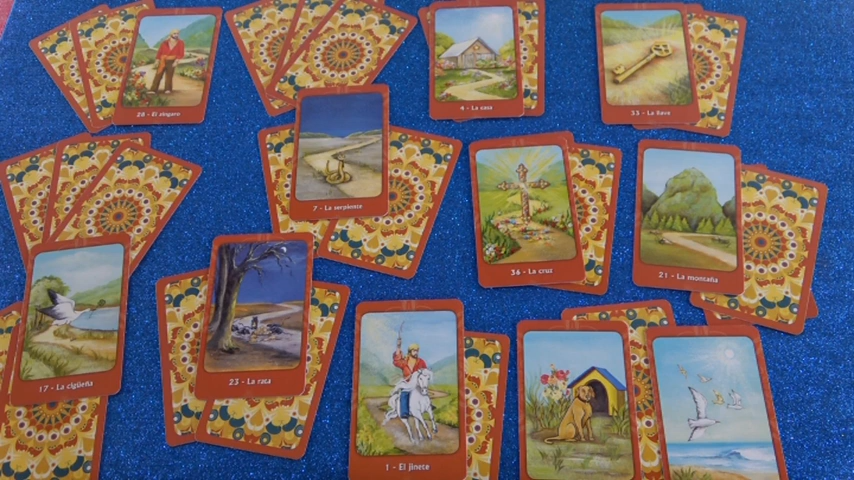 28 - El zíngaro
4 - La casa
33 - La llave
7 - La serpiente
36 - La cruz
21 - La montaña
17 - La cigüeña
23 - La rata
1 - El jinete